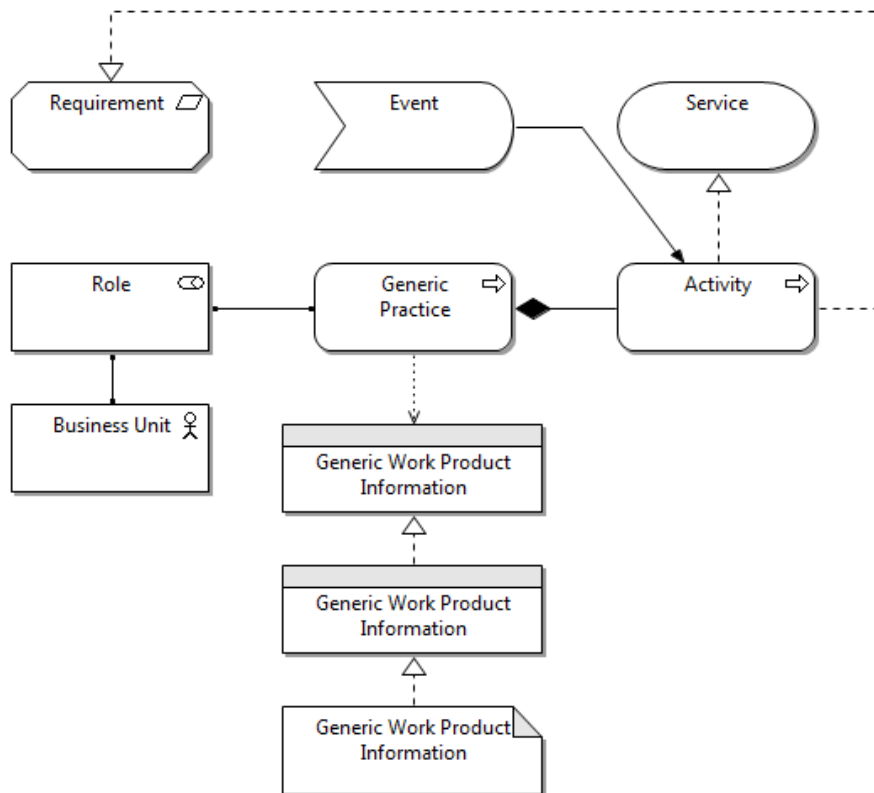 Requirement
Event
Service
Role
Generic
Practice
Activity
Business Unit
Generic Work Product
Information
Generic Work Product
Information
Generic Work Product
Information